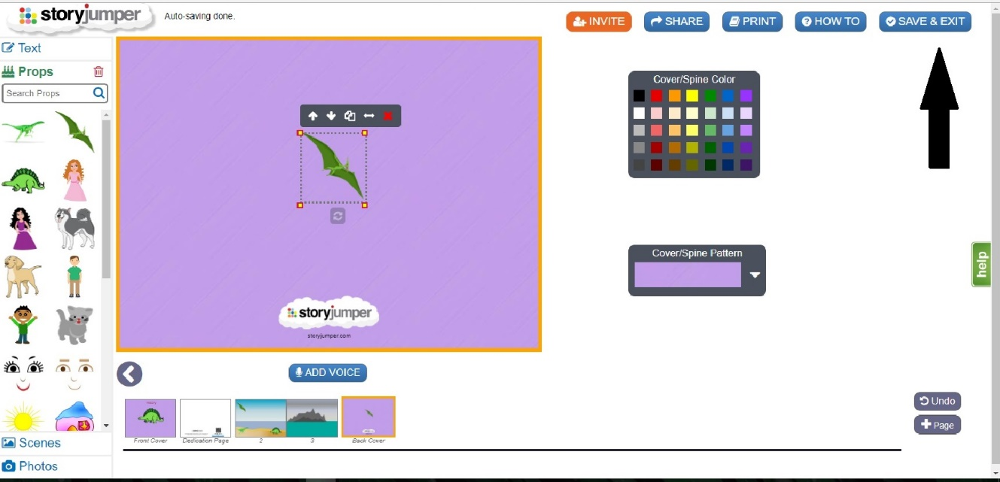 storyjumper
Auto-saving done.
INVITE
SHARE
PRINT
HOW TO
SAVE & EXIT
Text
Props
Search Props
Scenes
Photos
storyjumper
storyjumper.com
Cover/Spine Color
Cover/Spine Pattern
help
ADD VOICE
Front Cover
Dedication Page
2
3
Back Cover
Undo
Page